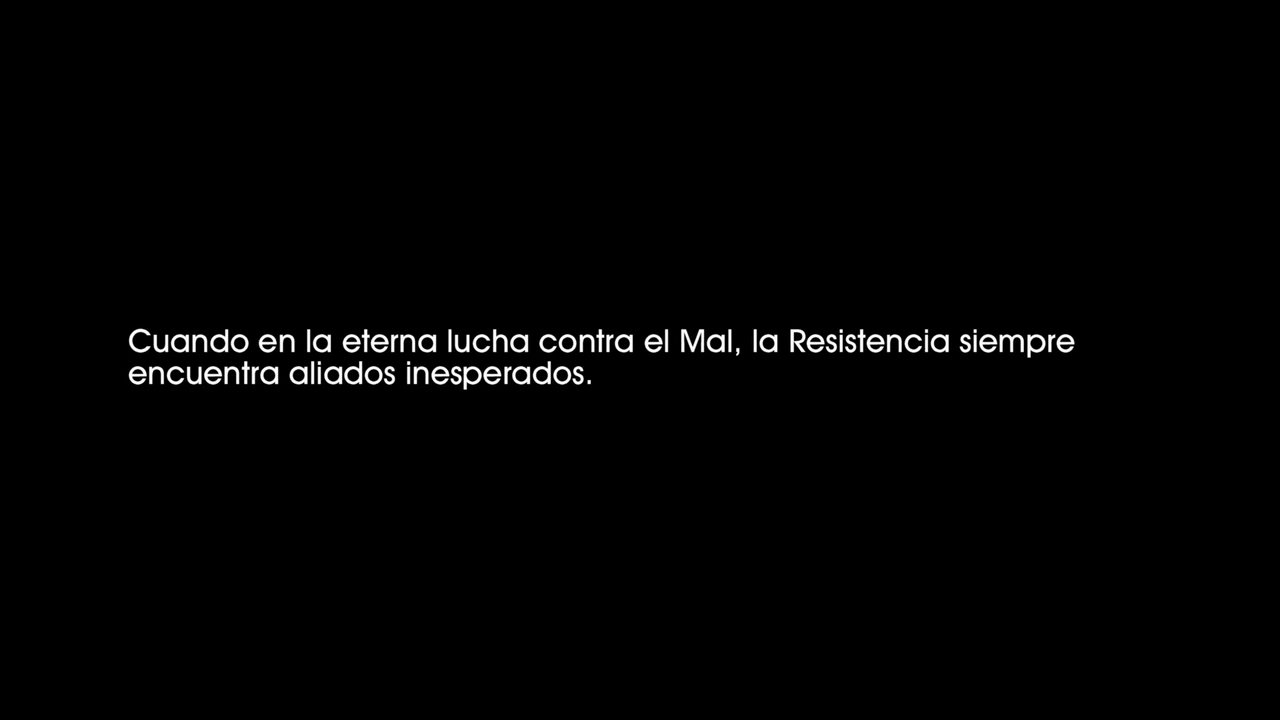 Cuando en la eterna lucha contra el Mal, la Resistencia siempre
encuentra aliados inesperados.